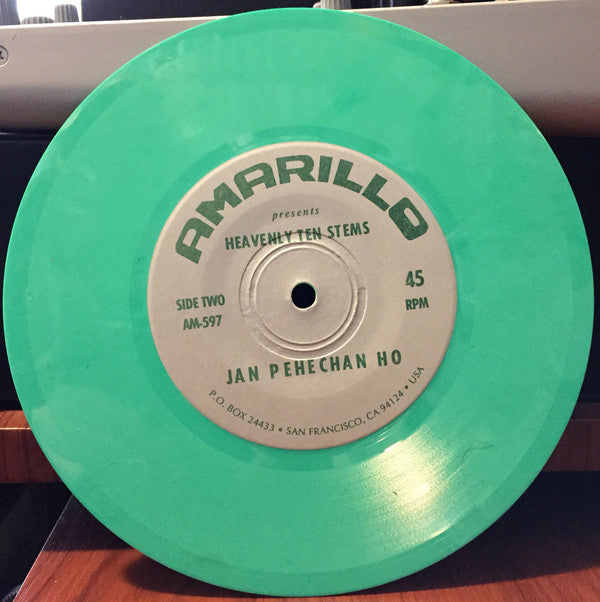 AMARILLO
presents
HEAVENLY TEN STEMS
SIDE TWO
AM-597
45
RPM
JAN PEHECHAN HO
P.O. BOX 24433 • SAN FRANCISCO, CA 94124 • USA